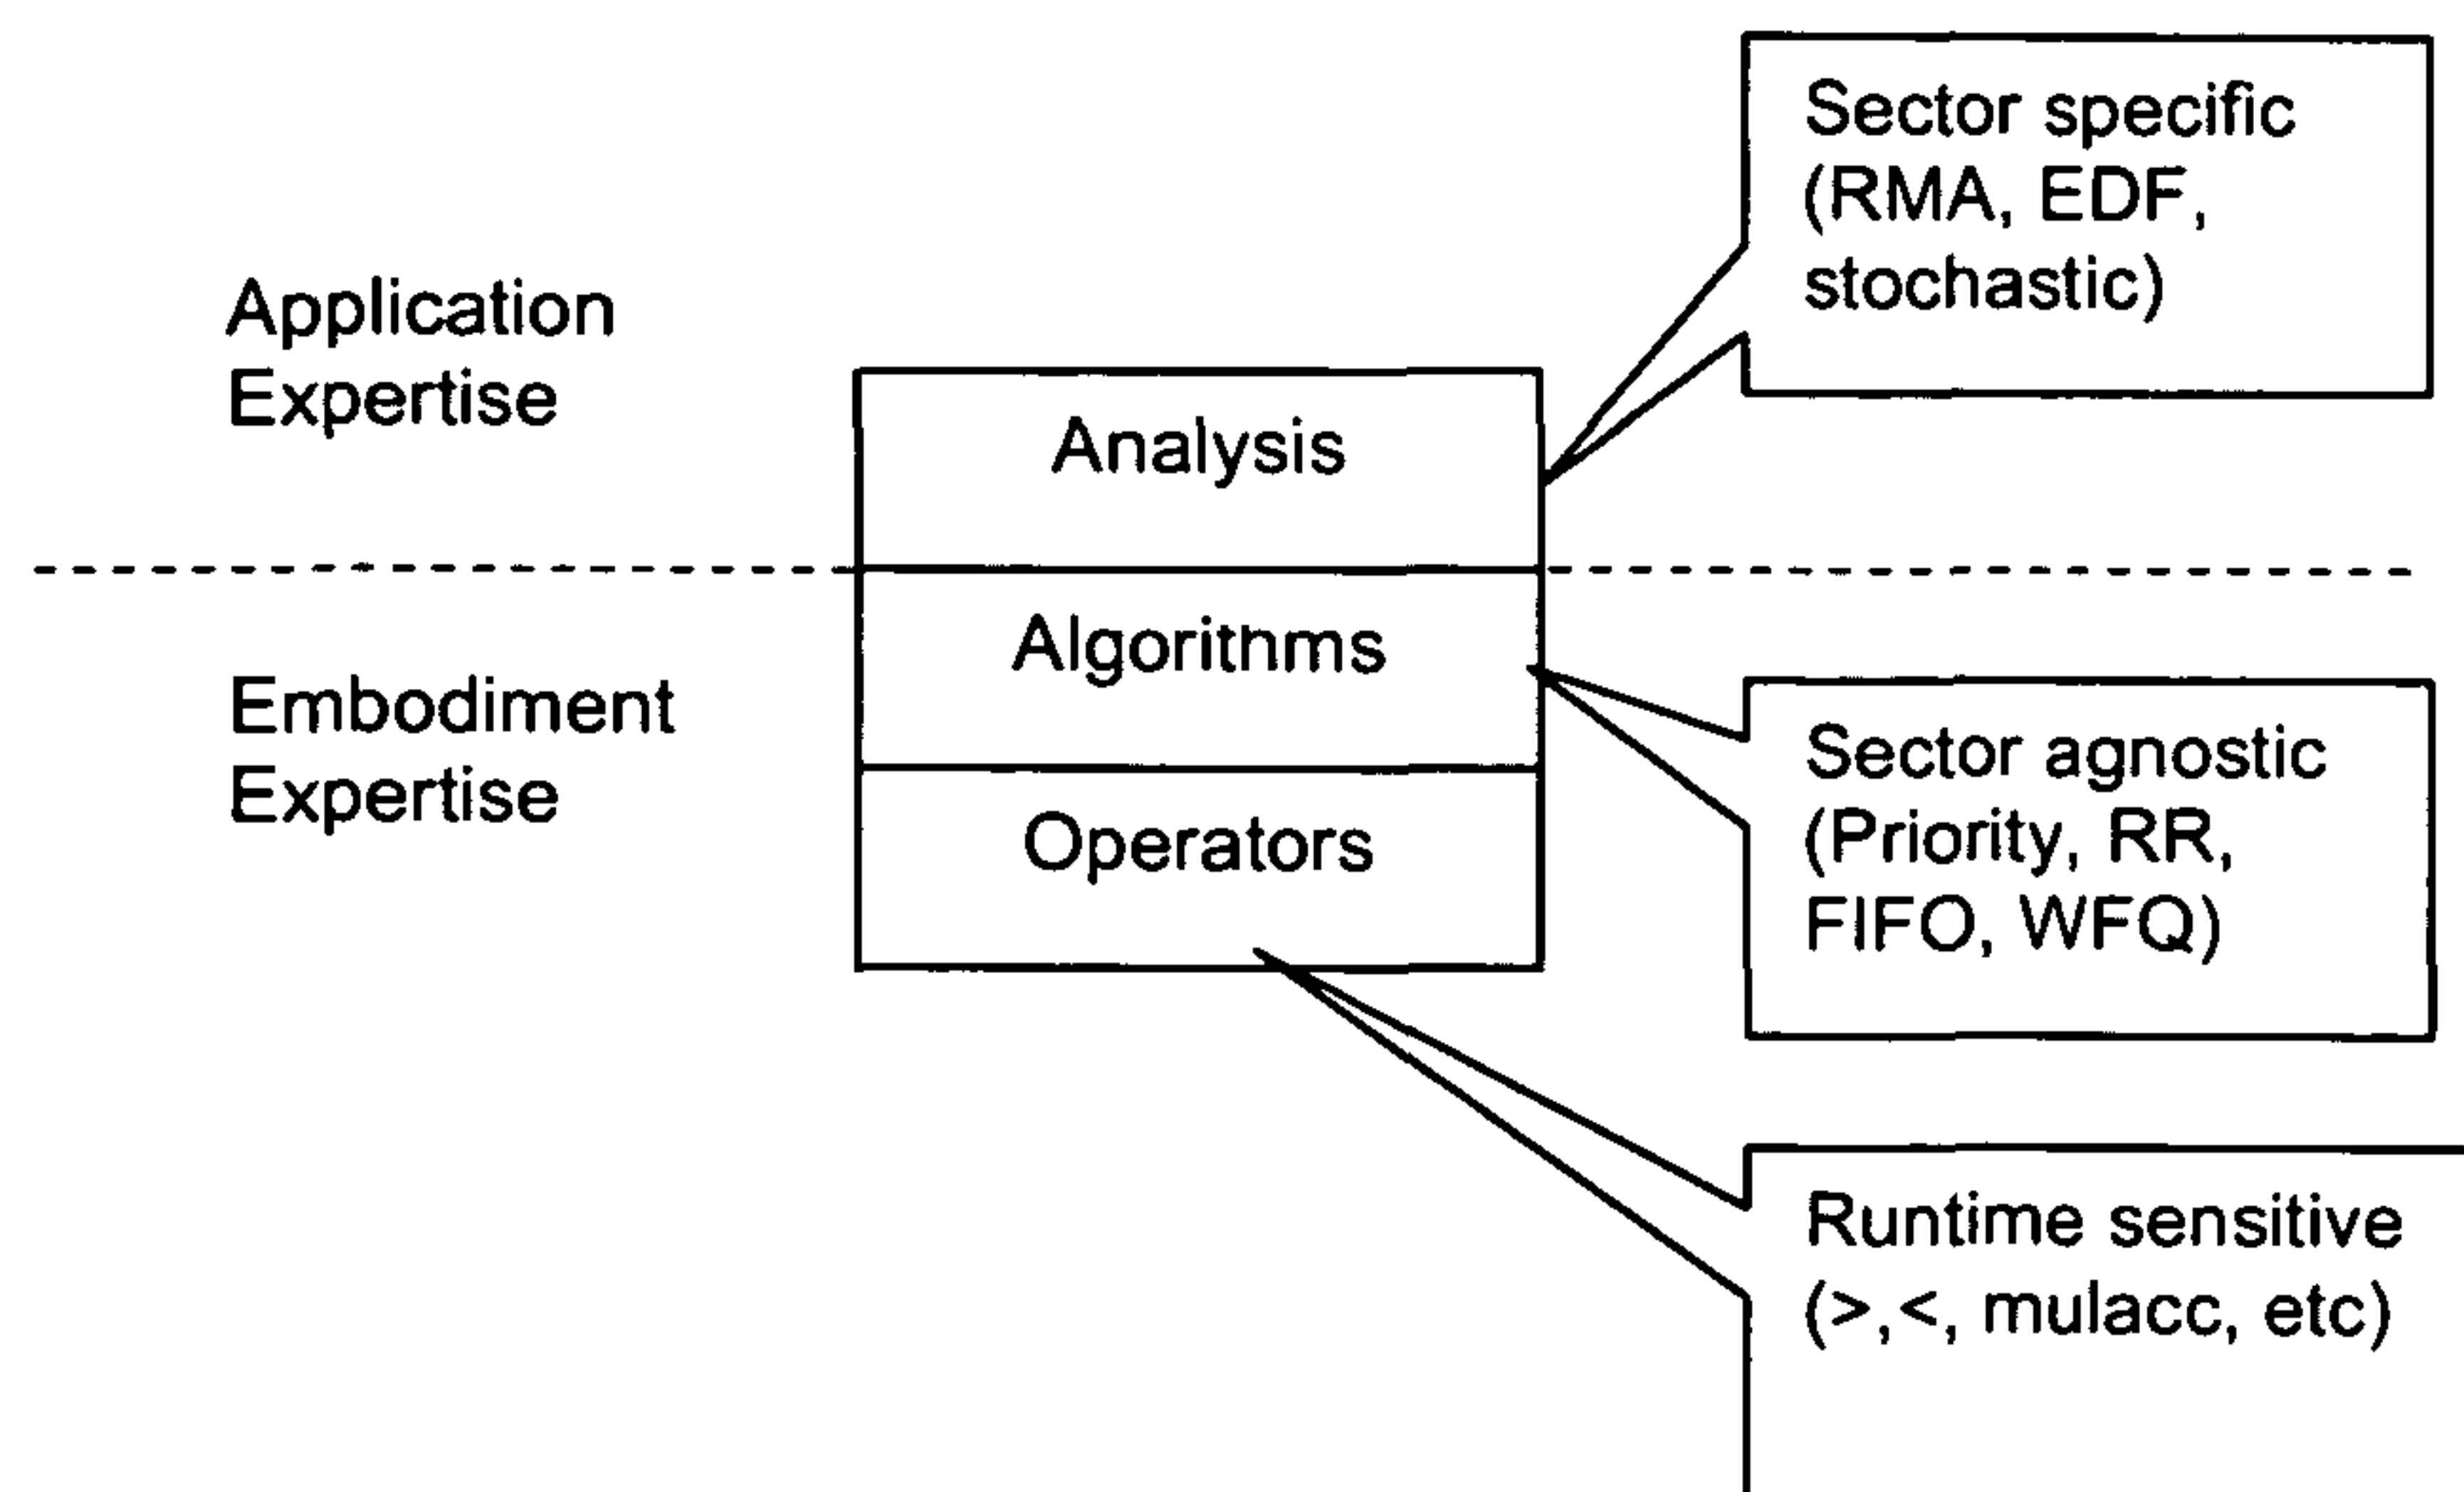 Sector specific
(RMA, EDF,
stochastic)
Application
Expertise
Analysis
Algorithms
Embodiment
Expertise
Operators
Sector agnostic
(Priority, RR,
FIFO, WFQ)
Runtime sensitive
(>,<, mulacc, etc)